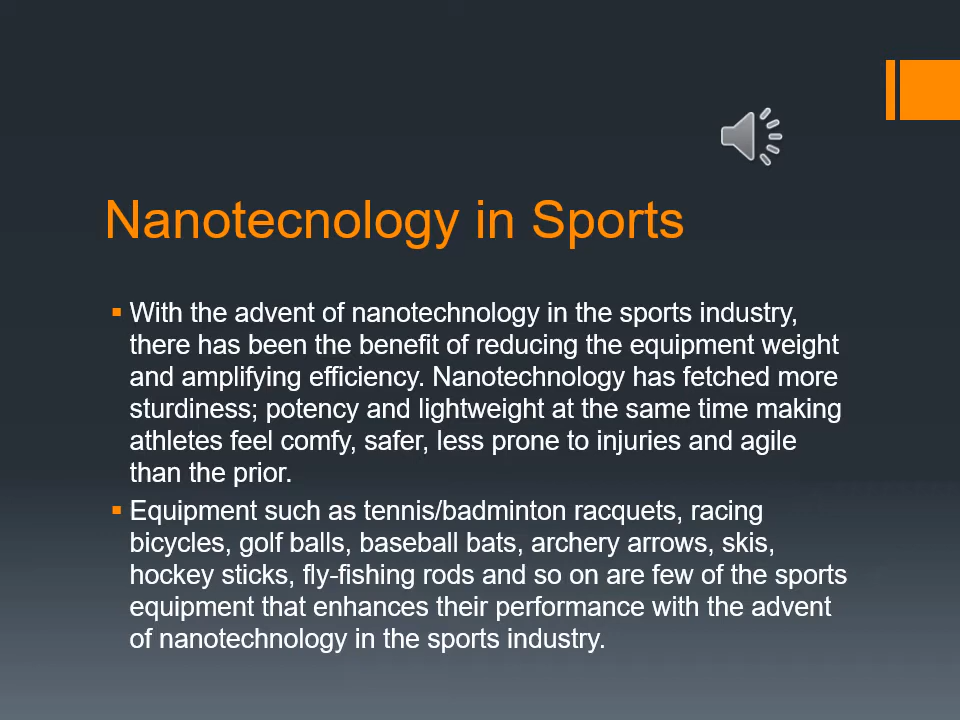 Nanotecnology in Sports
With the advent of nanotechnology in the sports industry,
there has been the benefit of reducing the equipment weight
and amplifying efficiency. Nanotechnology has fetched more
sturdiness; potency and lightweight at the same time making
athletes feel comfy, safer, less prone to injuries and agile
than the prior.
Equipment such as tennis/badminton racquets, racing
bicycles, golf balls, baseball bats, archery arrows, skis,
hockey sticks, fly-fishing rods and so on are few of the sports
equipment that enhances their performance with the advent
of nanotechnology in the sports industry.